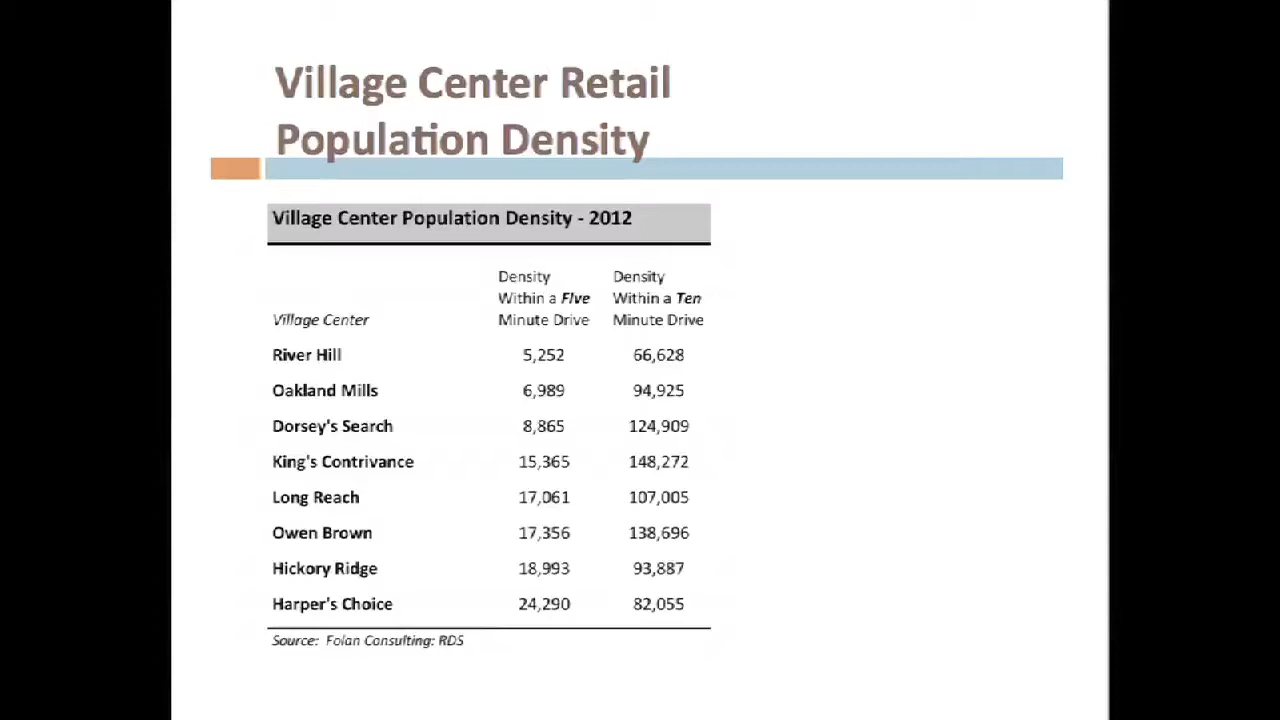 Village Center Retail
Population Density
Village Center Population Density - 2012
Density Density
Within a Five Within a Ten
Village Center Minute Drive Minute Drive
River Hill 5,252 66,628
Oakland Mills 6,989 94,925
Dorsey's Search 8,865 124,909
King's Contrivance 15,365 148,272
Long Reach 17,061 107,005
Owen Brown 17,356 138,696
Hickory Ridge 18,993 93,887
Harper's Choice 24,290 82,055
Source: Folan Consulting: RDS